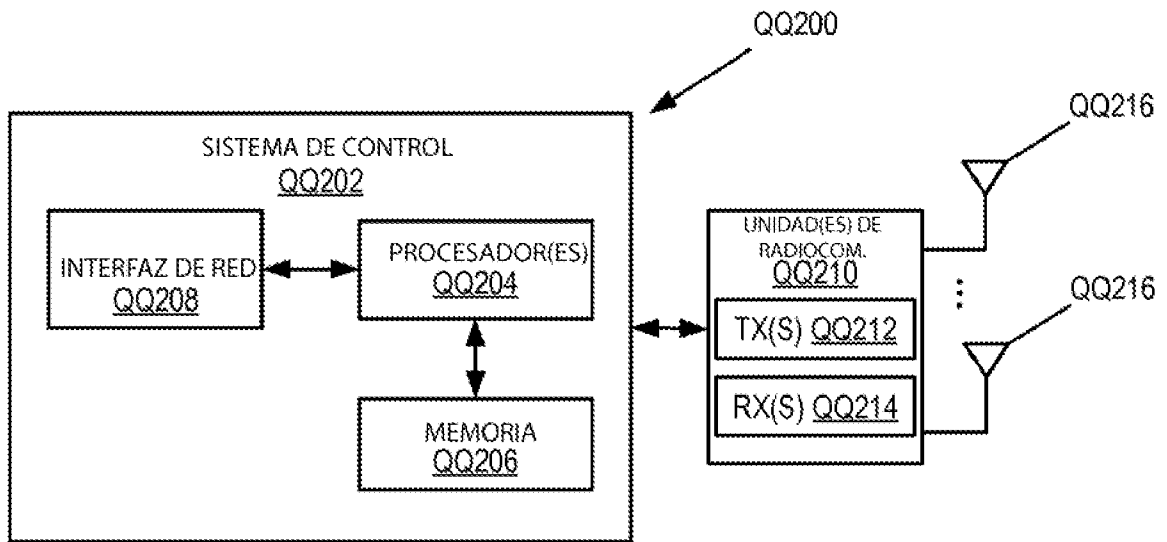 QQ200
SISTEMA DE CONTROL
QQ202
INTERFAZ DE RED
QQ208
PROCESADOR(ES)
QQ204
MEMORIA
QQ206
UNIDAD(ES) DE
RADIOCOM.
QQ210
TX(S) QQ212
RX(S) QQ214
QQ216
...
QQ216